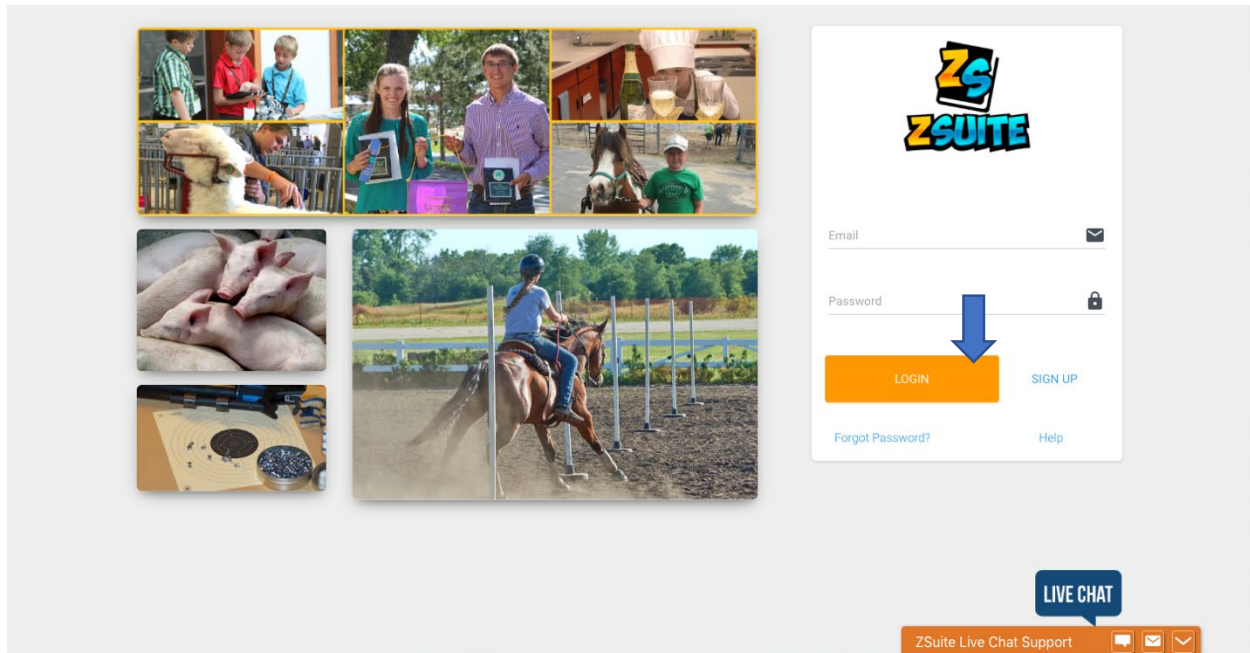 ZS
ZSUITE
Email
Password
LOGIN
SIGN UP
Forgot Password?
Help
LIVE CHAT
ZSuite Live Chat Support